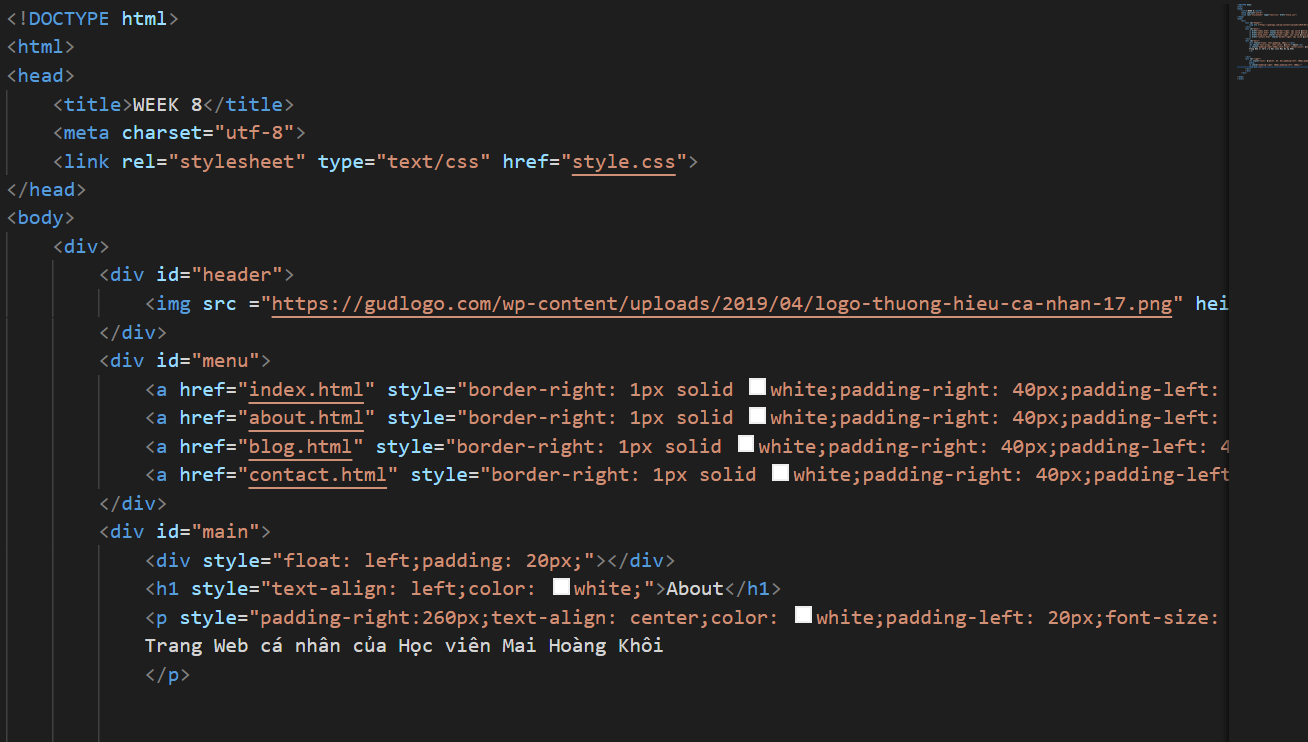 <!DOCTYPE html>
<html>
<head>
    <title>WEEK 8</title>
    <meta charset="utf-8">
    <link rel="stylesheet" type="text/css" href="style.css">
</head>
<body>
    <div>
        <div id="header">
            <img src ="https://gudlogo.com/wp-content/uploads/2019/04/logo-thuong-hieu-ca-nhan-17.png" hei
        </div>
        <div id="menu">
            <a href="index.html" style="border-right: 1px solid white;padding-right: 40px;padding-left:
            <a href="about.html" style="border-right: 1px solid white;padding-right: 40px;padding-left:
            <a href="blog.html" style="border-right: 1px solid white;padding-right: 40px;padding-left: 4
            <a href="contact.html" style="border-right: 1px solid white;padding-right: 40px;padding-left
        </div>
        <div id="main">
            <div style="float: left;padding: 20px;"></div>
            <h1 style="text-align: left;color: white;">About</h1>
            <p style="padding-right:260px;text-align: center;color: white;padding-left: 20px;font-size:
            Trang Web cá nhân của Học viên Mai Hoàng Khôi
            </p>